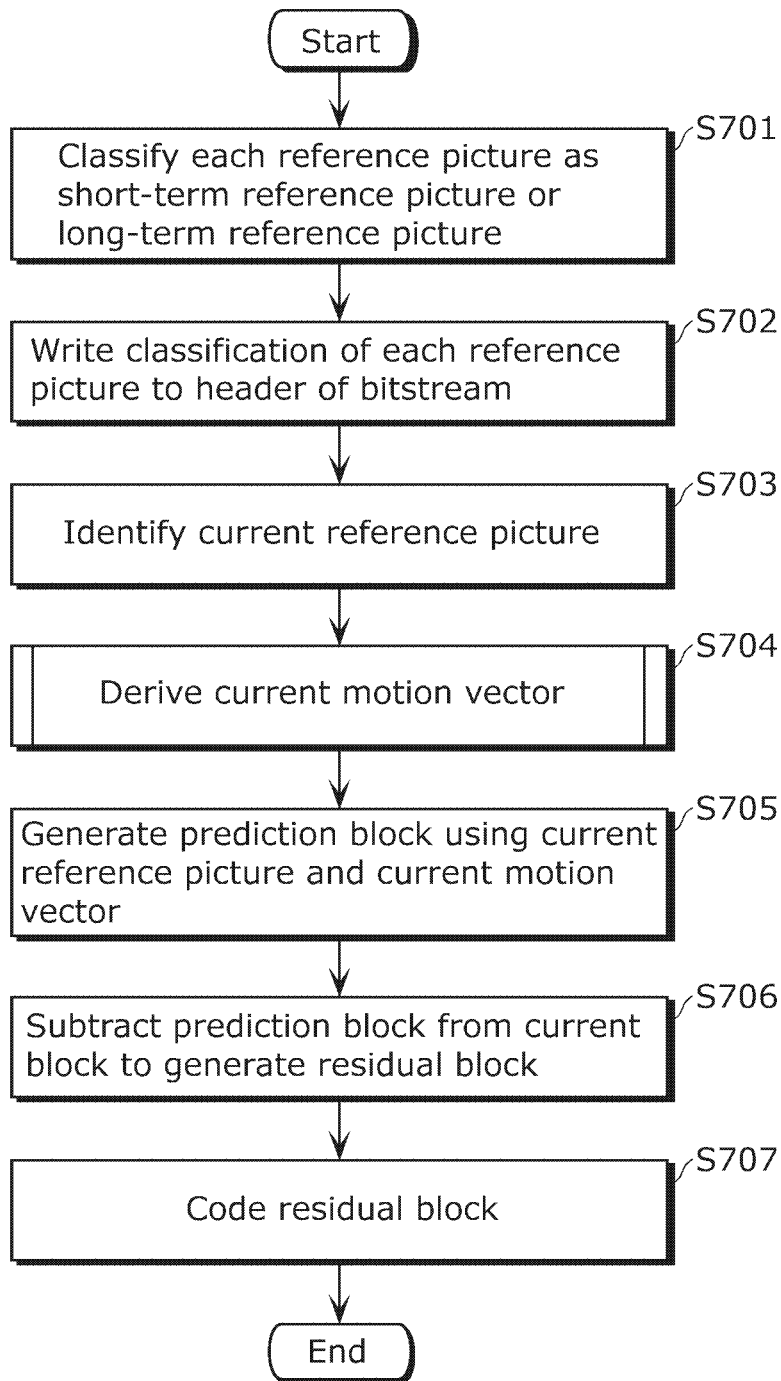 Start
S701
Classify each reference picture as
short-term reference picture or
long-term reference picture
S702
Write classification of each reference
picture to header of bitstream
S703
Identify current reference picture
S704
Derive current motion vector
S705
Generate prediction block using current
reference picture and current motion
vector
S706
Subtract prediction block from current
block to generate residual block
S707
Code residual block
End